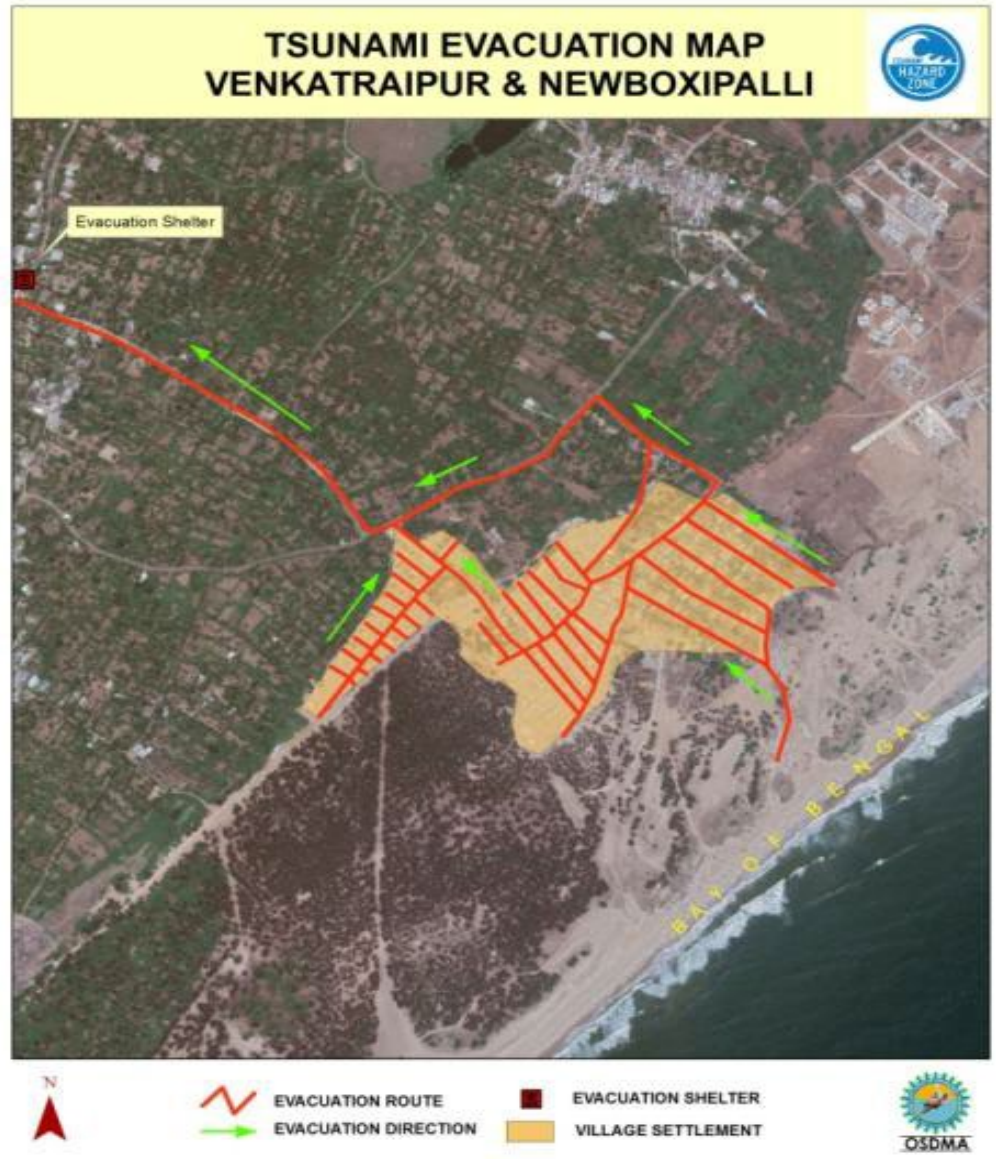 TSUNAMI EVACUATION MAP
VENKATRAIPUR & NEWBOXIPALLI
TSUNAMI
HAZARD
ZONE
Evacuation Shelter
BAY OF BENGAL
N
EVACUATION ROUTE
EVACUATION DIRECTION
EVACUATION SHELTER
VILLAGE SETTLEMENT
OSDMA